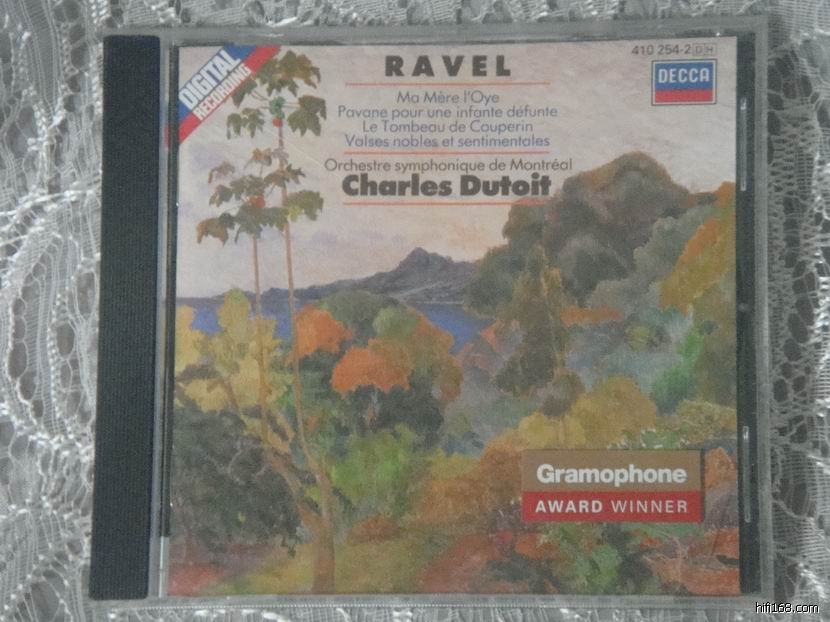 DIGITAL
RECORDING
RAVEL
410 254-2 DH
DECCA
Ma Mère l'Oye
Pavane pour une infante défunte
Le Tombeau de Couperin
Valses nobles et sentimentales
Orchestre symphonique de Montréal
Charles Dutoit
Gramophone
AWARD WINNER
hifi168.com